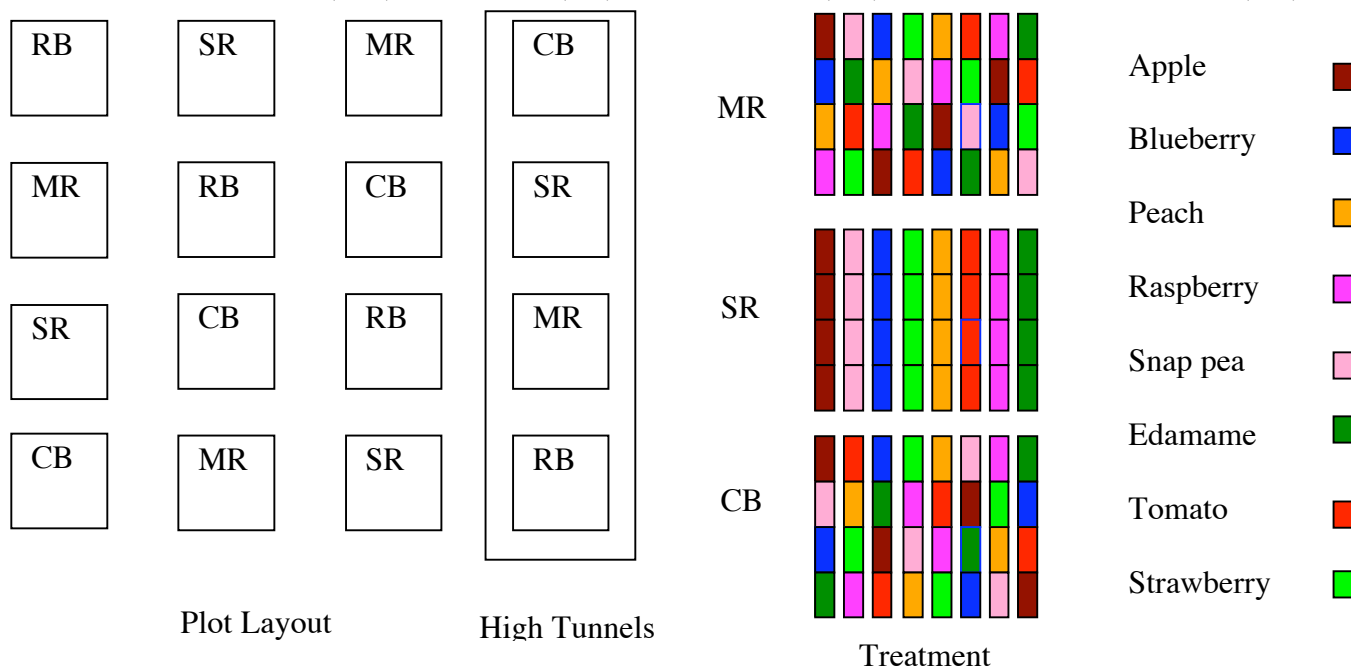 RB SR MR CB
MR RB CB SR
SR CB RB MR
CB MR SR RB
Plot Layout
High Tunnels
MR
SR
CB
Treatment
Apple
Blueberry
Peach
Raspberry
Snap pea
Edamame
Tomato
Strawberry